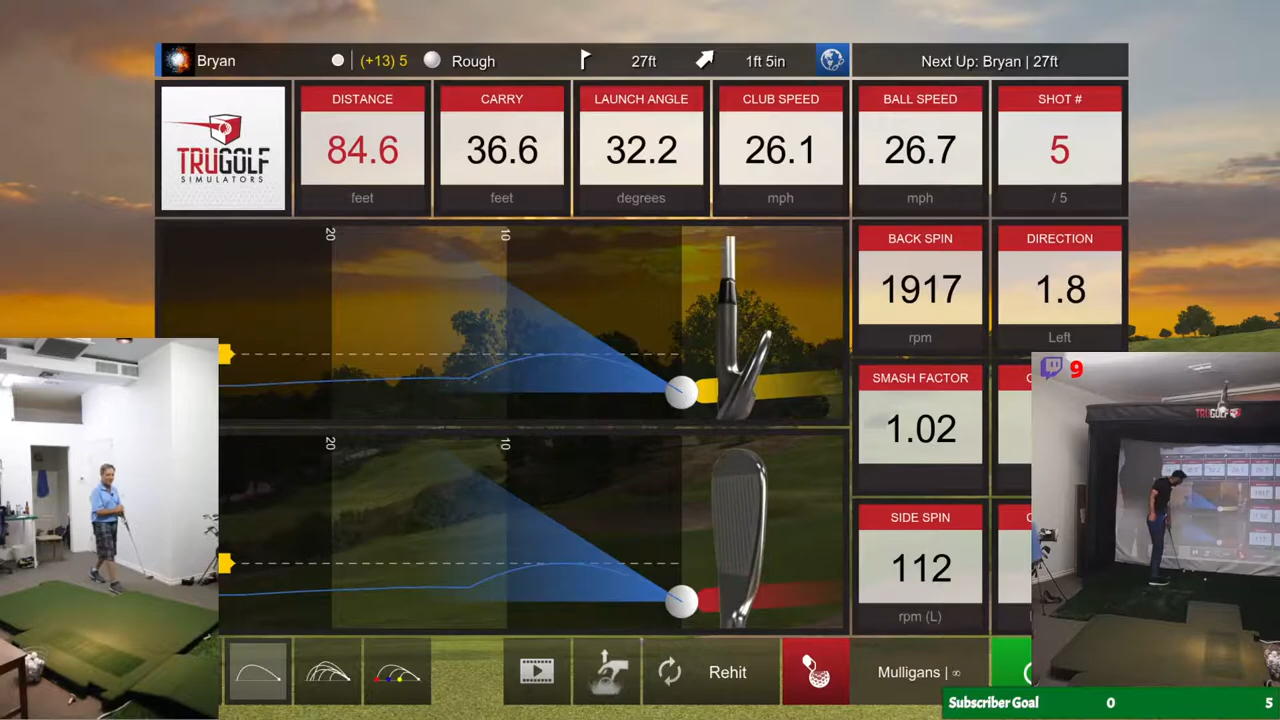 Bryan
(+13) 5
Rough
27ft
1ft 5in
Next Up: Bryan | 27ft
TRUGOLF
SIMULATORS
DISTANCE
84.6
feet
CARRY
36.6
feet
LAUNCH ANGLE
32.2
degrees
CLUB SPEED
26.1
mph
BALL SPEED
26.7
mph
SHOT #
5
/ 5
20
10
BACK SPIN
1917
rpm
DIRECTION
1.8
Left
20
10
SMASH FACTOR
1.02
C
9
TRUGOLF
SIDE SPIN
112
rpm (L)
C
Rehit
Mulligans | ∞
Subscriber Goal 0 5